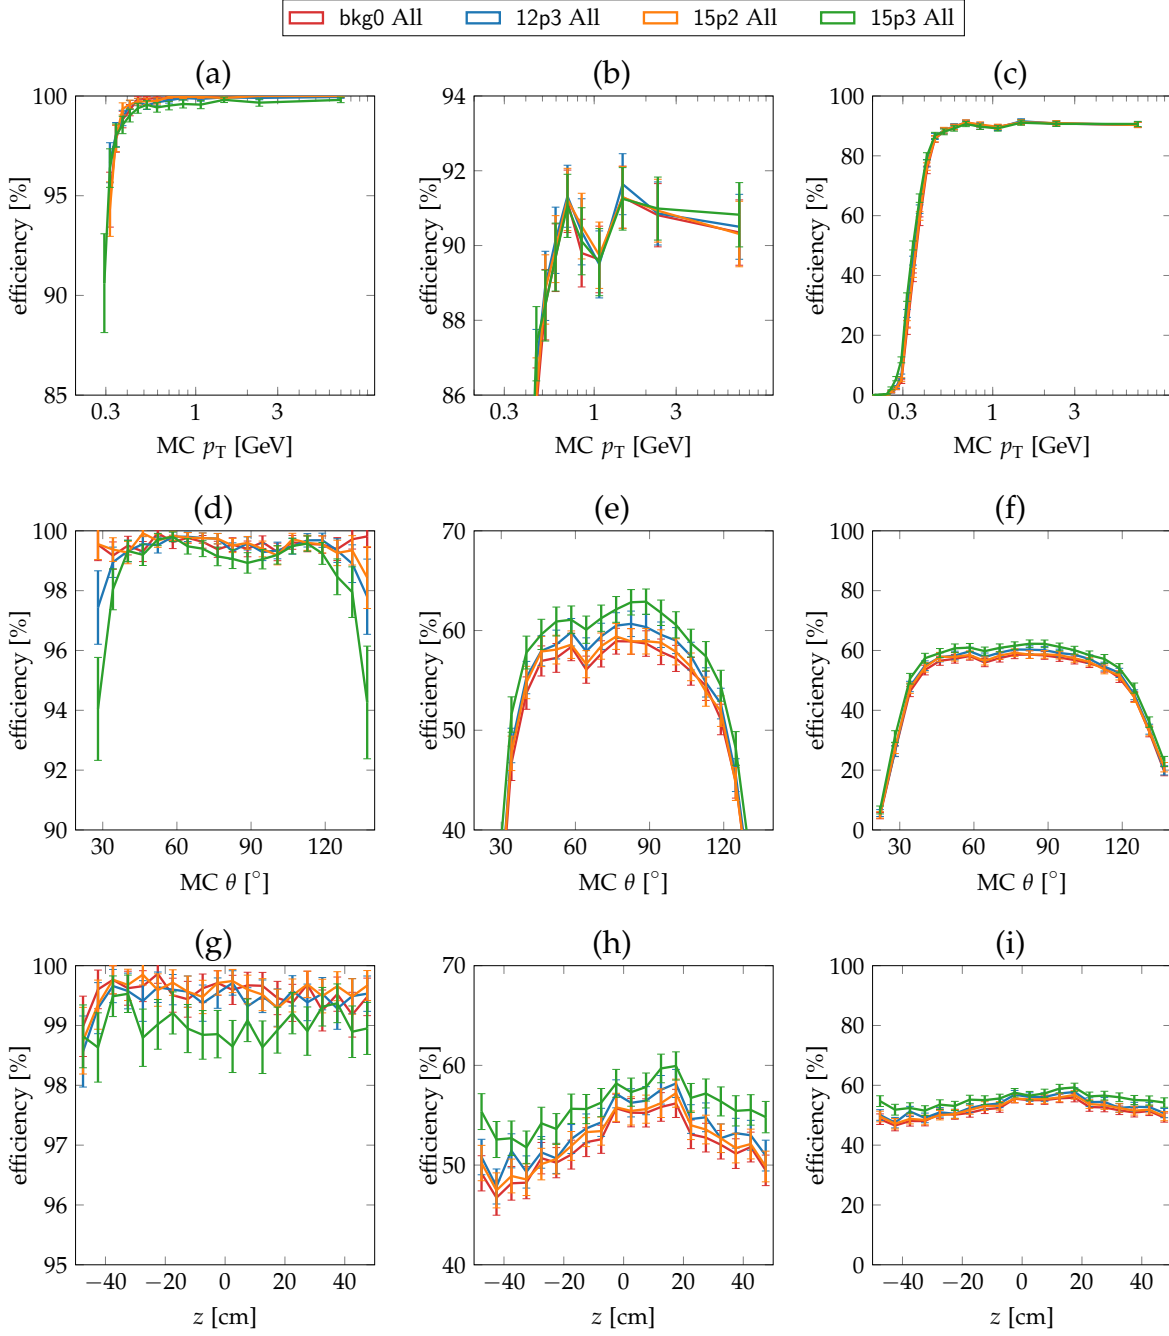 bkg0 All 12p3 All 15p2 All 15p3 All
(a) (b) (c)
100 94 100
95 92 80
90 90 60
85 88 40
86 20
0
efficiency [%] efficiency [%] efficiency [%]
0.3 1 3 0.3 1 3 0.3 1 3
MC pT [GeV] MC pT [GeV] MC pT [GeV]
(d) (e) (f)
100 70 100
98 60 80
96 50 60
94 40 40
92 20
90 0
efficiency [%] efficiency [%] efficiency [%]
30 60 90 120 30 60 90 120 30 60 90 120
MC θ [°] MC θ [°] MC θ [°]
(g) (h) (i)
100 70 100
99 60 80
98 50 60
97 40 40
96 20
95 0
efficiency [%] efficiency [%] efficiency [%]
−40 −20 0 20 40 −40 −20 0 20 40 −40 −20 0 20 40
z [cm] z [cm] z [cm]